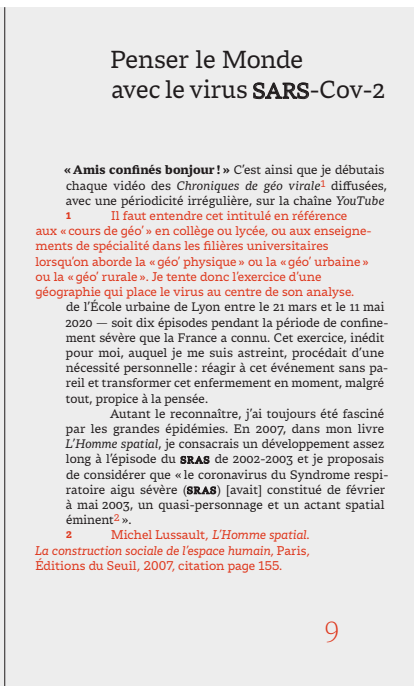 Penser le Monde
avec le virus SARS-Cov-2
« Amis confinés bonjour ! » C'est ainsi que je débutais
chaque vidéo des Chroniques de géo virale1 diffusées,
avec une périodicité irrégulière, sur la chaîne YouTube
1 Il faut entendre cet intitulé en référence
aux « cours de géo' » en collège ou lycée, ou aux enseigne-
ments de spécialité dans les filières universitaires
lorsqu'on aborde la « géo' physique » ou la « géo' urbaine »
ou la « géo' rurale ». Je tente donc l'exercice d'une
géographie qui place le virus au centre de son analyse.
de l'École urbaine de Lyon entre le 21 mars et le 11 mai
2020 — soit dix épisodes pendant la période de confine-
ment sévère que la France a connu. Cet exercice, inédit
pour moi, auquel je me suis astreint, procédait d'une
nécessité personnelle : réagir à cet événement sans pa-
reil et transformer cet enfermement en moment, malgré
tout, propice à la pensée.
Autant le reconnaître, j'ai toujours été fasciné
par les grandes épidémies. En 2007, dans mon livre
L'Homme spatial, je consacrais un développement assez
long à l'épisode du SRAS de 2002-2003 et je proposais
de considérer que « le coronavirus du Syndrome respi-
ratoire aigu sévère (SRAS) [avait] constitué de février
à mai 2003, un quasi-personnage et un actant spatial
éminent2 ».
2 Michel Lussault, L'Homme spatial.
La construction sociale de l'espace humain, Paris,
Éditions du Seuil, 2007, citation page 155.
9